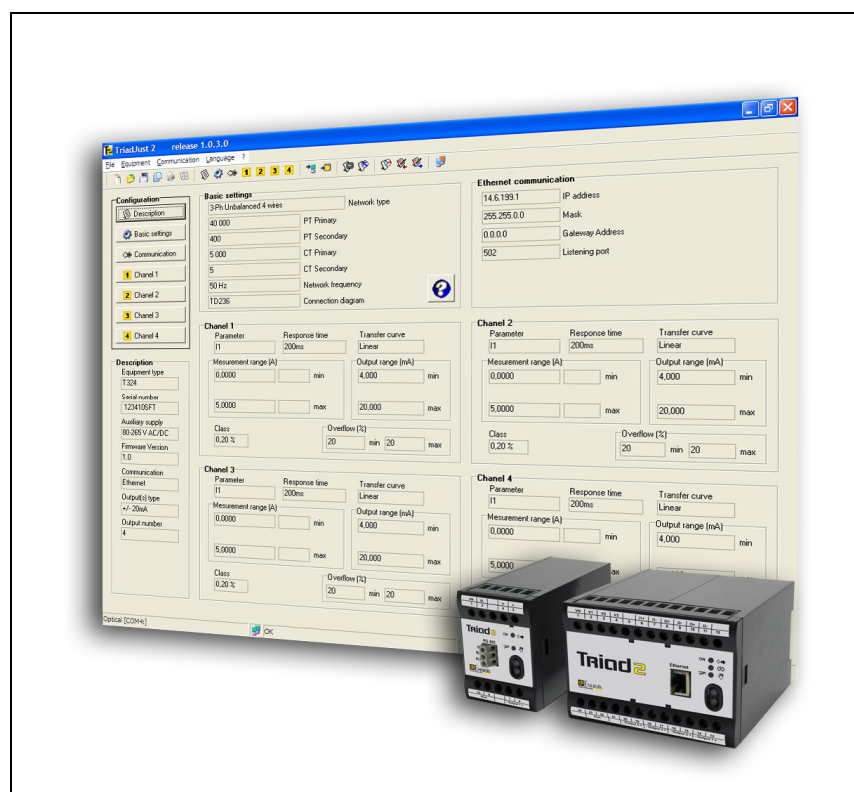 TriadJust 2 release 1.0.3.0
File Equipment Communication Language ?
1 2 3 4
Configuration
Description
Basic settings
Communication
1 Chanel 1
2 Chanel 2
3 Chanel 3
4 Chanel 4
Description
Equipment type
T324
Serial number
123410SFT
Auxiliary supply
80-265 V AC/DC
Firmware Version
1.0
Communication
Ethernet
Output(s) type
+/- 20mA
Output number
4
Basic settings
3-Ph Unbalanced 4 wires Network type
40 000 PT Primary
400 PT Secondary
5 000 CT Primary
5 CT Secondary
50 Hz Network frequency
TD236 Connection diagram
Ethernet communication
14.6.199.1 IP address
255.255.0.0 Mask
0.0.0.0 Gateway Address
502 Listening port
Chanel 1
Parameter Response time Transfer curve
I1 200ms Linear
Mesurement range (A) Output range (mA)
0,0000 min 4,000 min
5,0000 max 20,000 max
Class Overflow (%)
0,20 % 20 min 20 max
Chanel 2
Parameter Response time Transfer curve
I1 200ms Linear
Mesurement range (A) Output range (mA)
0,0000 min 4,000 min
5,0000 max 20,000 max
Class Overflow (%)
0,20 % 20 min 20 max
Chanel 3
Parameter Response time Transfer curve
I1 200ms Linear
Mesurement range (A) Output range (mA)
0,0000 min 4,000 min
5,0000 max 20,000 max
Class Overflow (%)
0,20 % 20 min 20 max
Chanel 4
Parameter Response time Transfer curve
I1 200ms Linear
Mesurement range (A) Output range (mA)
0,0000 min 4,000 min
5,0000 max
Optical [COM4] OK
Triad 2
RS 485
ON
Enerdis
Triad 2
Ethernet
ON
Enerdis